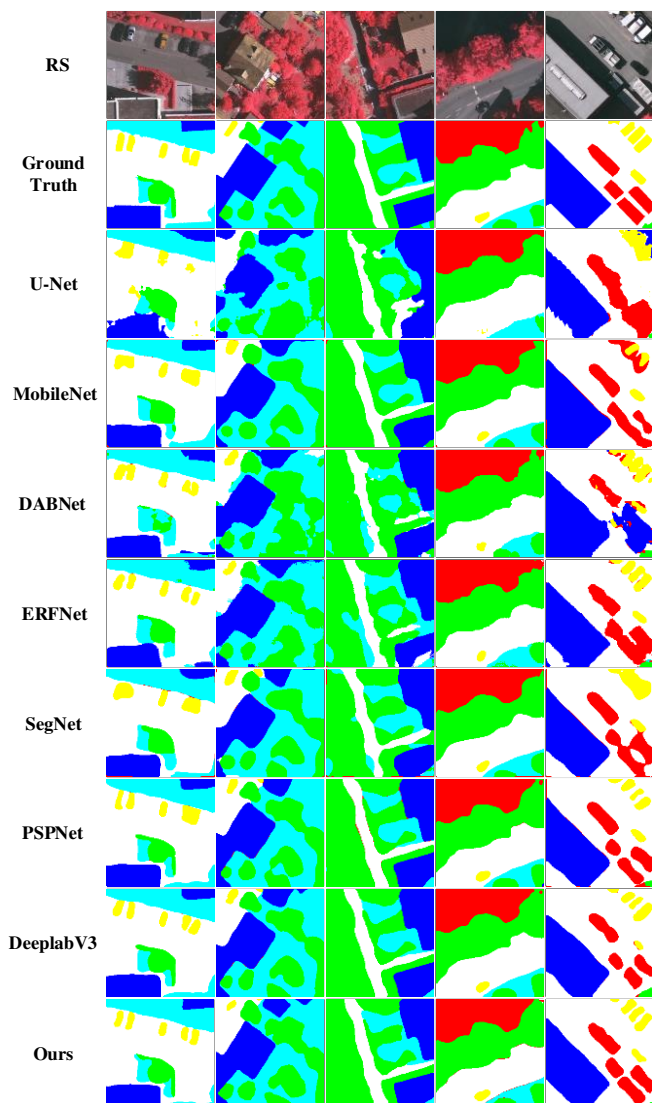 RS
Ground
Truth
U-Net
MobileNet
DABNet
ERFNet
SegNet
PSPNet
DeeplabV3
Ours